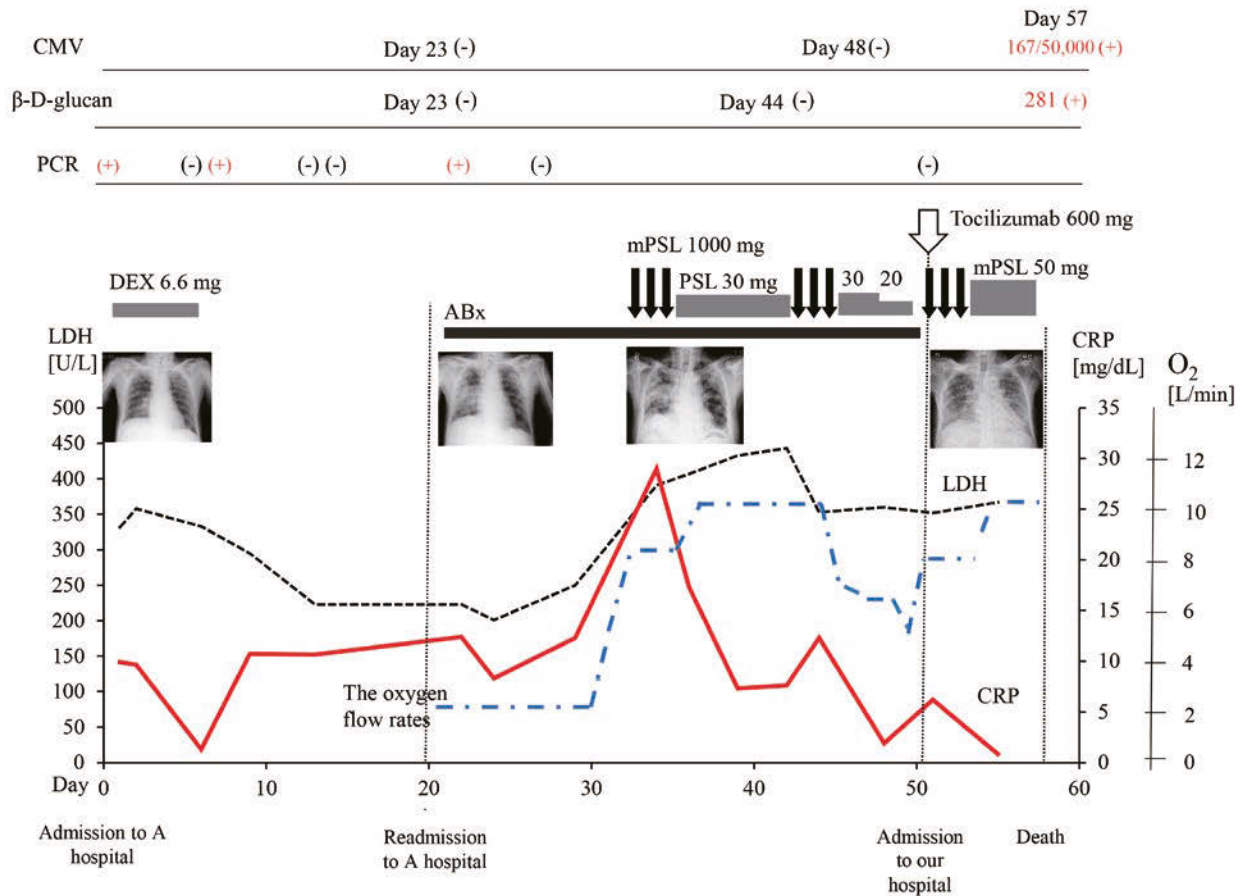 Day 57
CMV Day 23 (-) Day 48 (-) 167/50,000 (+)
β-D-glucan Day 23 (-) Day 44 (-) 281 (+)
PCR (+) (-) (+) (-) (-) (+) (-) (-)
Tocilizumab 600 mg
mPSL 1000 mg
DEX 6.6 mg PSL 30 mg 30 20 mPSL 50 mg
ABx
LDH
[U/L]
CRP
[mg/dL]
O2
[L/min]
500
450
400
350
300
250
200
150
100
50
0
35
30
25
20
15
10
5
0
12
10
8
6
4
2
0
LDH
CRP
The oxygen
flow rates
Day 0 10 20 30 40 50 60
Admission to A
hospital
Readmission
to A hospital
Admission
to our
hospital
Death